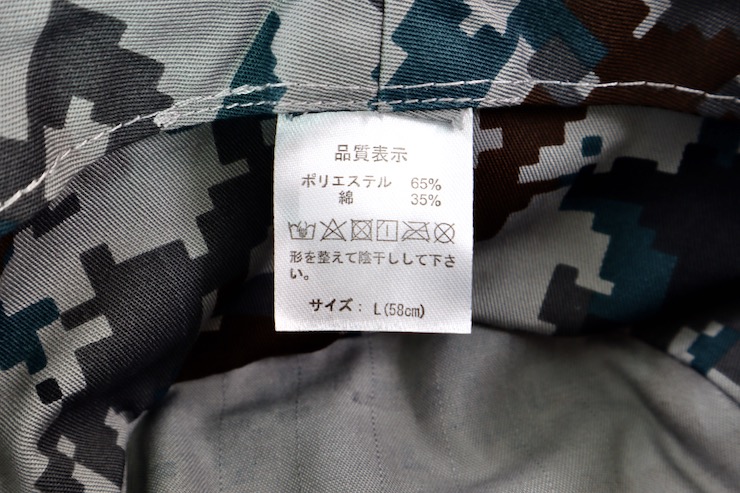 品質表示
ポリエステル 65%
綿 35%
形を整えて陰干しして下さ
い。
サイズ: L(58cm)